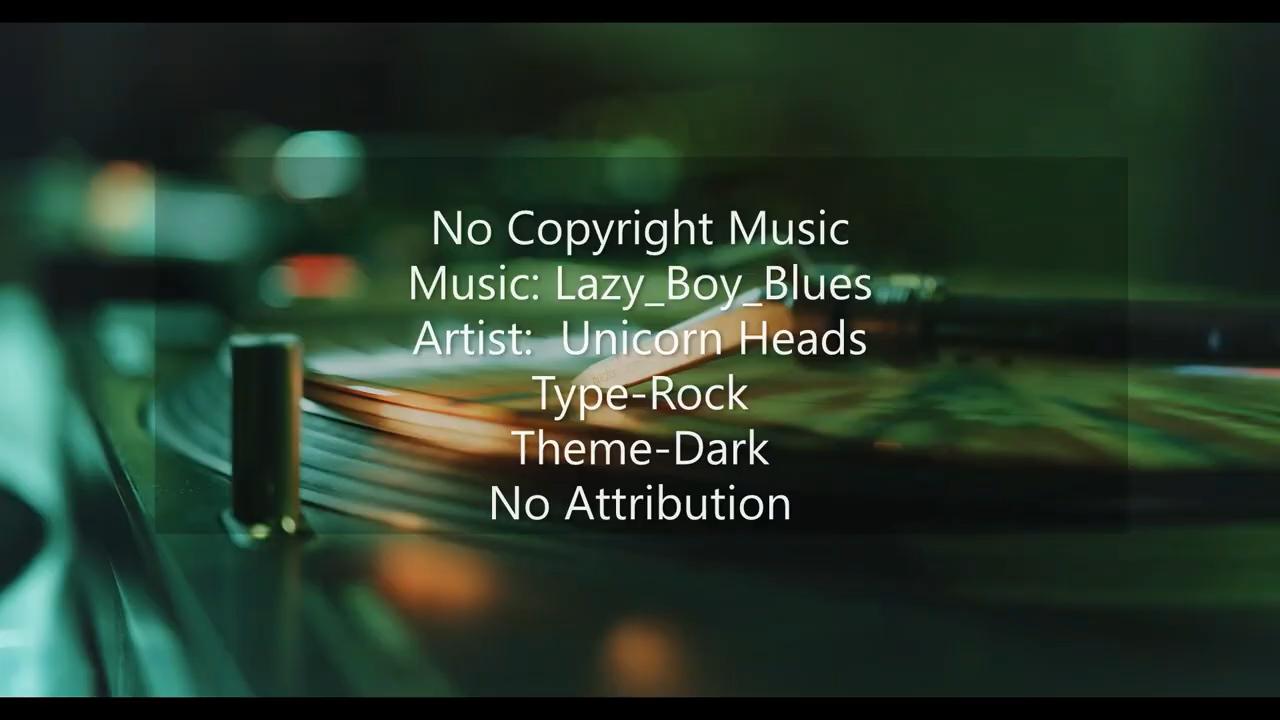 No Copyright Music
Music: Lazy_Boy_Blues
Artist:  Unicorn Heads
Type-Rock
Theme-Dark
No Attribution